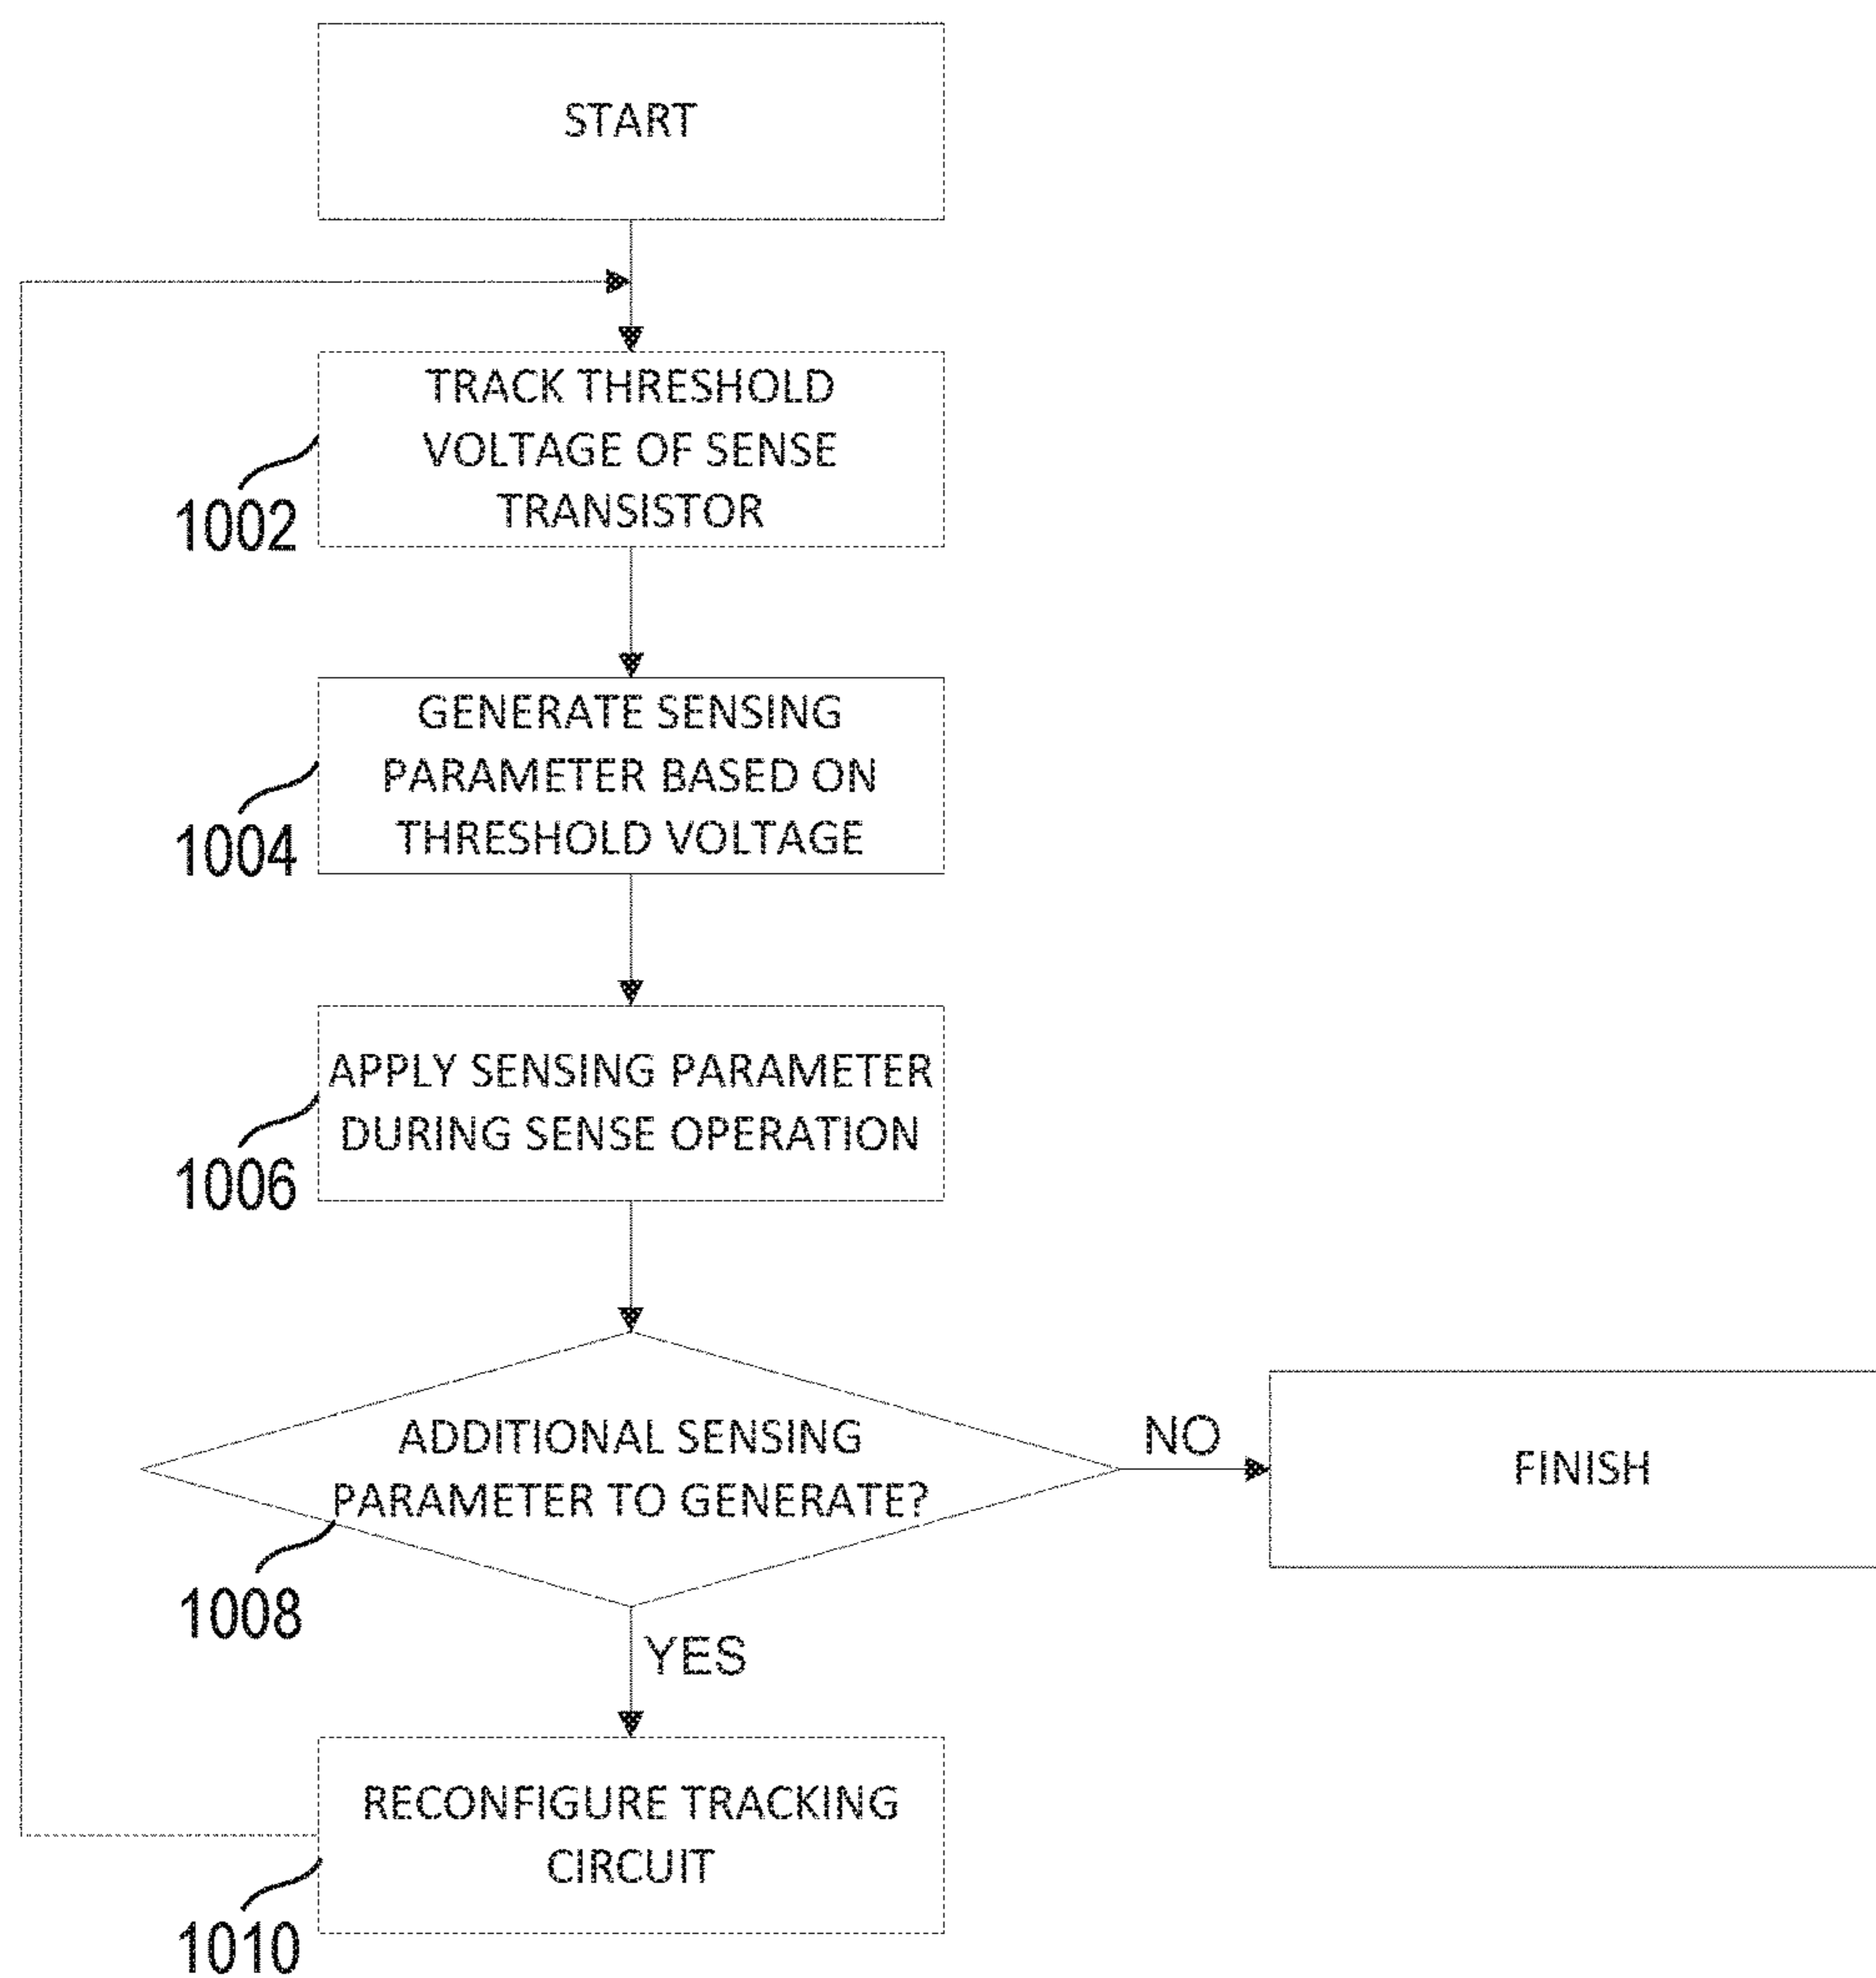 START
TRACK THRESHOLD
VOLTAGE OF SENSE
TRANSISTOR
1002
GENERATE SENSING
PARAMETER BASED ON
THRESHOLD VOLTAGE
1004
APPLY SENSING PARAMETER
DURING SENSE OPERATION
1006
ADDITIONAL SENSING
PARAMETER TO GENERATE?
1008
NO
FINISH
YES
RECONFIGURE TRACKING
CIRCUIT
1010